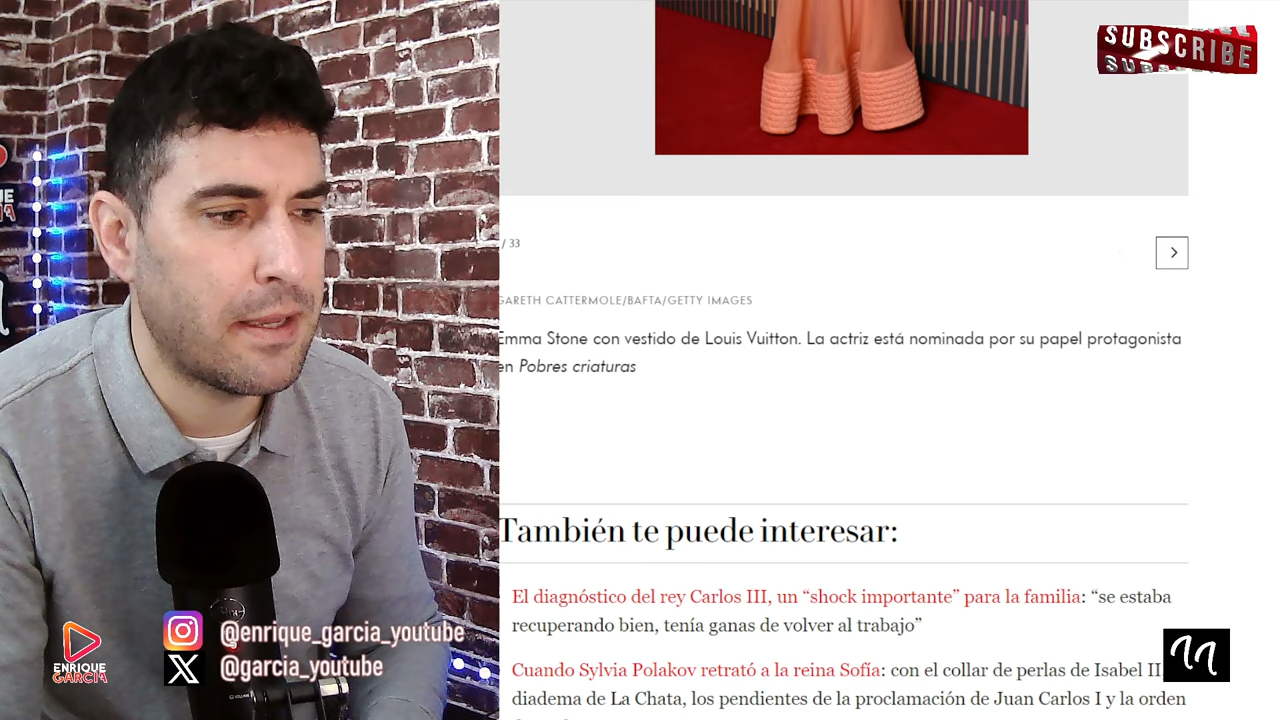 SUBSCRIBE
/ 33
GARETH CATTERMOLE/BAFTA/GETTY IMAGES
Emma Stone con vestido de Louis Vuitton. La actriz está nominada por su papel protagonista
en Pobres criaturas
También te puede interesar:
El diagnóstico del rey Carlos III, un “shock importante” para la familia: “se estaba
recuperando bien, tenía ganas de volver al trabajo”
Cuando Sylvia Polakov retrató a la reina Sofía: con el collar de perlas de Isabel II
diadema de La Chata, los pendientes de la proclamación de Juan Carlos I y la orden
@enrique_garcia_youtube
@garcia_youtube
ENRIQUE
GARCIA